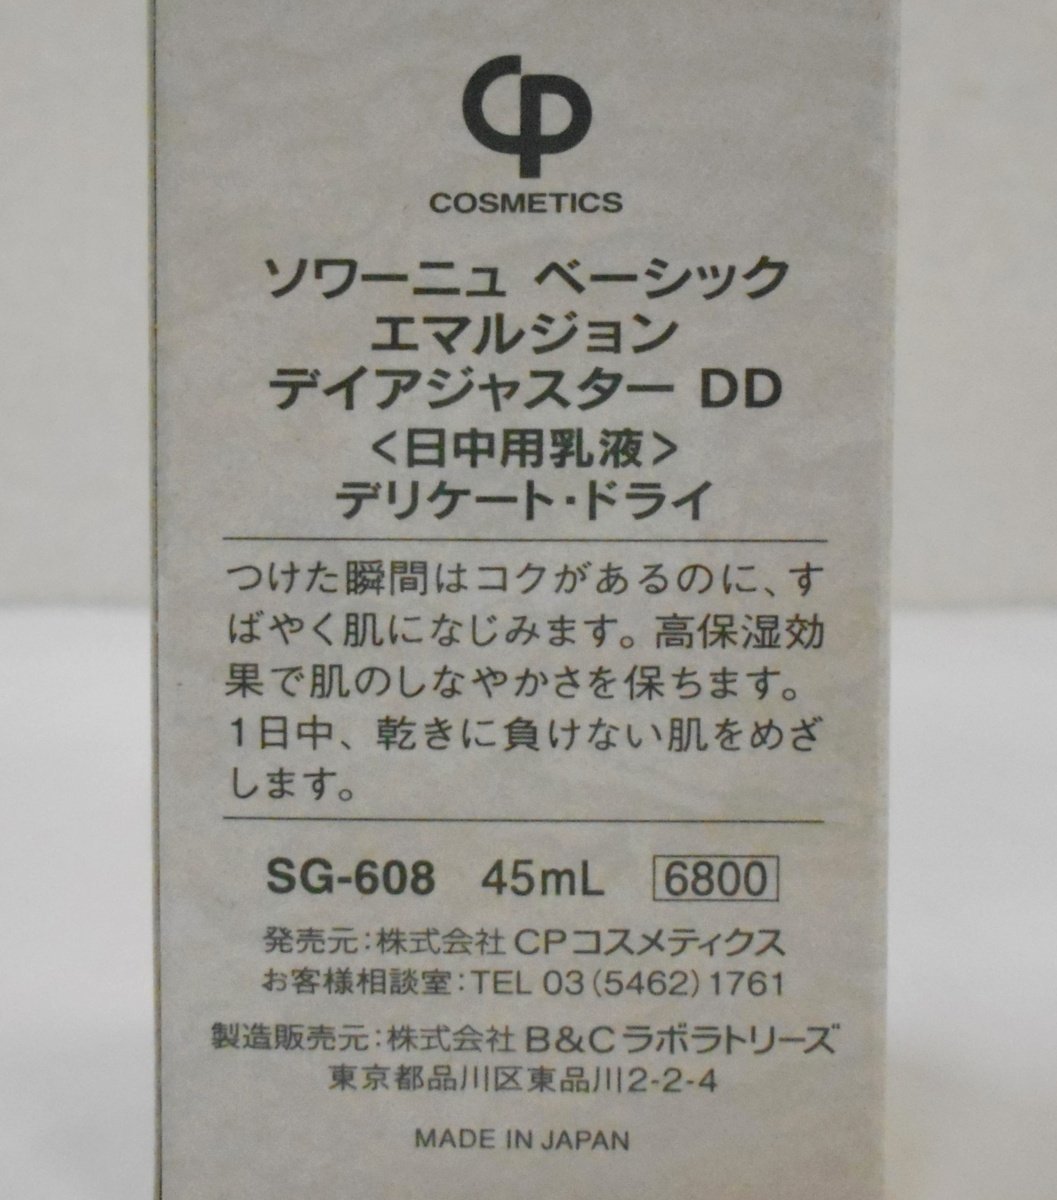 CP
COSMETICS
ソワーニュ ベーシック
エマルジョン
デイアジャスター DD
<日中用乳液>
デリケート・ドライ
つけた瞬間はコクがあるのに、す
ばやく肌になじみます。高保湿効
果で肌のしなやかさを保ちます。
1日中、乾きに負けない肌をめざ
します。
SG-608 45mL 6800
発売元:株式会社CPコスメティクス
お客様相談室:TEL 03(5462)1761
製造販売元:株式会社B&Cラボラトリーズ
東京都品川区東品川2-2-4
MADE IN JAPAN